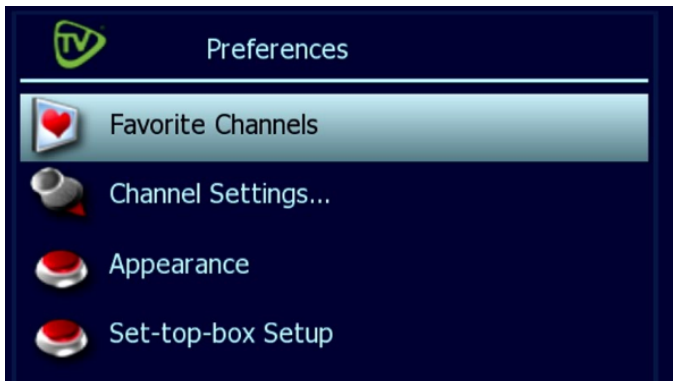 TV
Preferences
Favorite Channels
Channel Settings...
Appearance
Set-top-box Setup